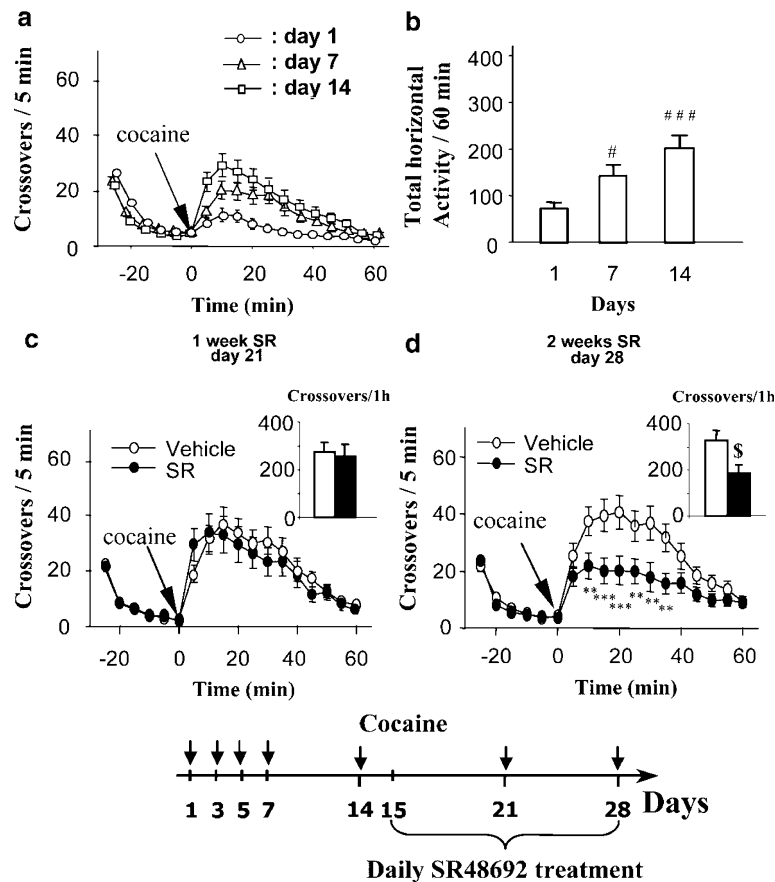 a
: day 1
: day 7
: day 14
cocaine
Crossovers / 5 min
60
40
20
0
-20 0 20 40 60
Time (min)
b
Total horizontal
Activity / 60 min
400
300
200
100
0
#
# # #
1 7 14
Days
c
1 week SR
day 21
Crossovers/1h
400
200
0
Vehicle
SR
cocaine
Crossovers / 5 min
60
40
20
0
-20 0 20 40 60
Time (min)
d
2 weeks SR
day 28
Crossovers/1h
400
200
0
$
Vehicle
SR
cocaine
Crossovers / 5 min
60
40
20
0
** *** *** ** ** **
-20 0 20 40 60
Time (min)
Cocaine
1 3 5 7 14 15 21 28 Days
Daily SR48692 treatment